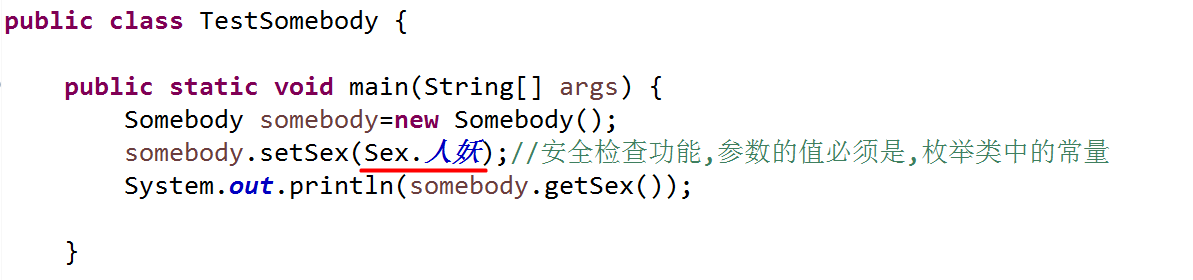 public class TestSomebody {
public static void main(String[] args) {
Somebody somebody=new Somebody();
somebody.setSex(Sex.人妖);//安全检查功能,参数的值必须是,枚举类中的常量
System.out.println(somebody.getSex());
}